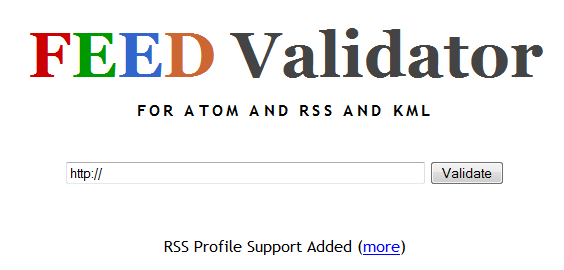 FEED Validator
FOR ATOM AND RSS AND KML
http:// Validate
RSS Profile Support Added (more)